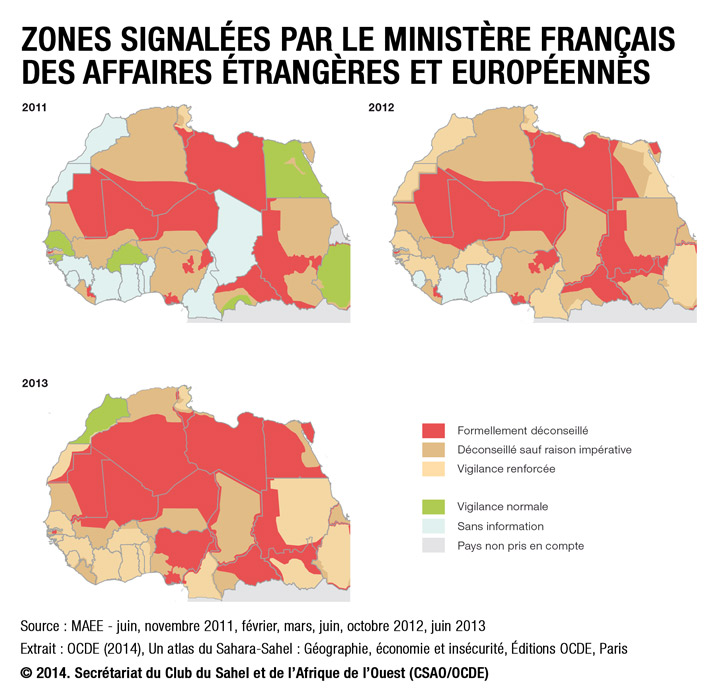 ZONES SIGNALÉES PAR LE MINISTÈRE FRANÇAIS
DES AFFAIRES ÉTRANGÈRES ET EUROPÉENNES
2011
2012
2013
Formellement déconseillé
Déconseillé sauf raison impérative
Vigilance renforcée
Vigilance normale
Sans information
Pays non pris en compte
Source : MAEE - juin, novembre 2011, février, mars, juin, octobre 2012, juin 2013
Extrait : OCDE (2014), Un atlas du Sahara-Sahel : Géographie, économie et insécurité, Éditions OCDE, Paris
© 2014. Secrétariat du Club du Sahel et de l’Afrique de l’Ouest (CSAO/OCDE)